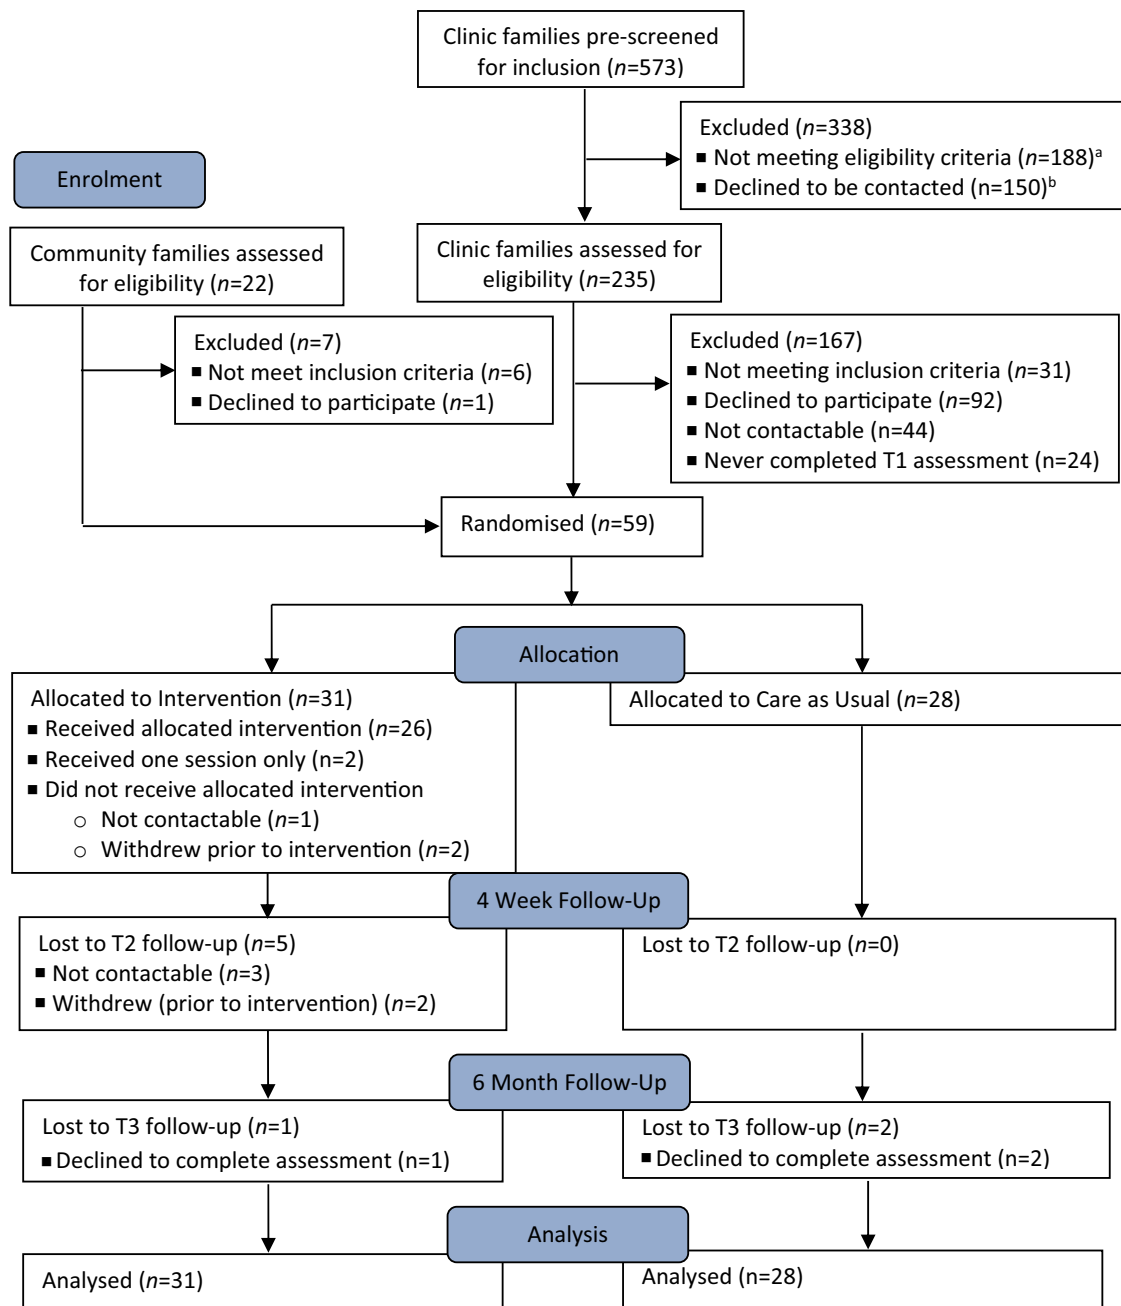 Clinic families pre-screened
for inclusion (n=573)
Excluded (n=338)
▪ Not meeting eligibility criteria (n=188)a
▪ Declined to be contacted (n=150)b
Enrolment
Community families assessed
for eligibility (n=22)
Clinic families assessed for
eligibility (n=235)
Excluded (n=7)
▪ Not meet inclusion criteria (n=6)
▪ Declined to participate (n=1)
Excluded (n=167)
▪ Not meeting inclusion criteria (n=31)
▪ Declined to participate (n=92)
▪ Not contactable (n=44)
▪ Never completed T1 assessment (n=24)
Randomised (n=59)
Allocation
Allocated to Intervention (n=31)
▪ Received allocated intervention (n=26)
▪ Received one session only (n=2)
▪ Did not receive allocated intervention
o Not contactable (n=1)
o Withdrew prior to intervention (n=2)
Allocated to Care as Usual (n=28)
4 Week Follow-Up
Lost to T2 follow-up (n=5)
▪ Not contactable (n=3)
▪ Withdrew (prior to intervention) (n=2)
Lost to T2 follow-up (n=0)
6 Month Follow-Up
Lost to T3 follow-up (n=1)
▪ Declined to complete assessment (n=1)
Lost to T3 follow-up (n=2)
▪ Declined to complete assessment (n=2)
Analysis
Analysed (n=31)
Analysed (n=28)